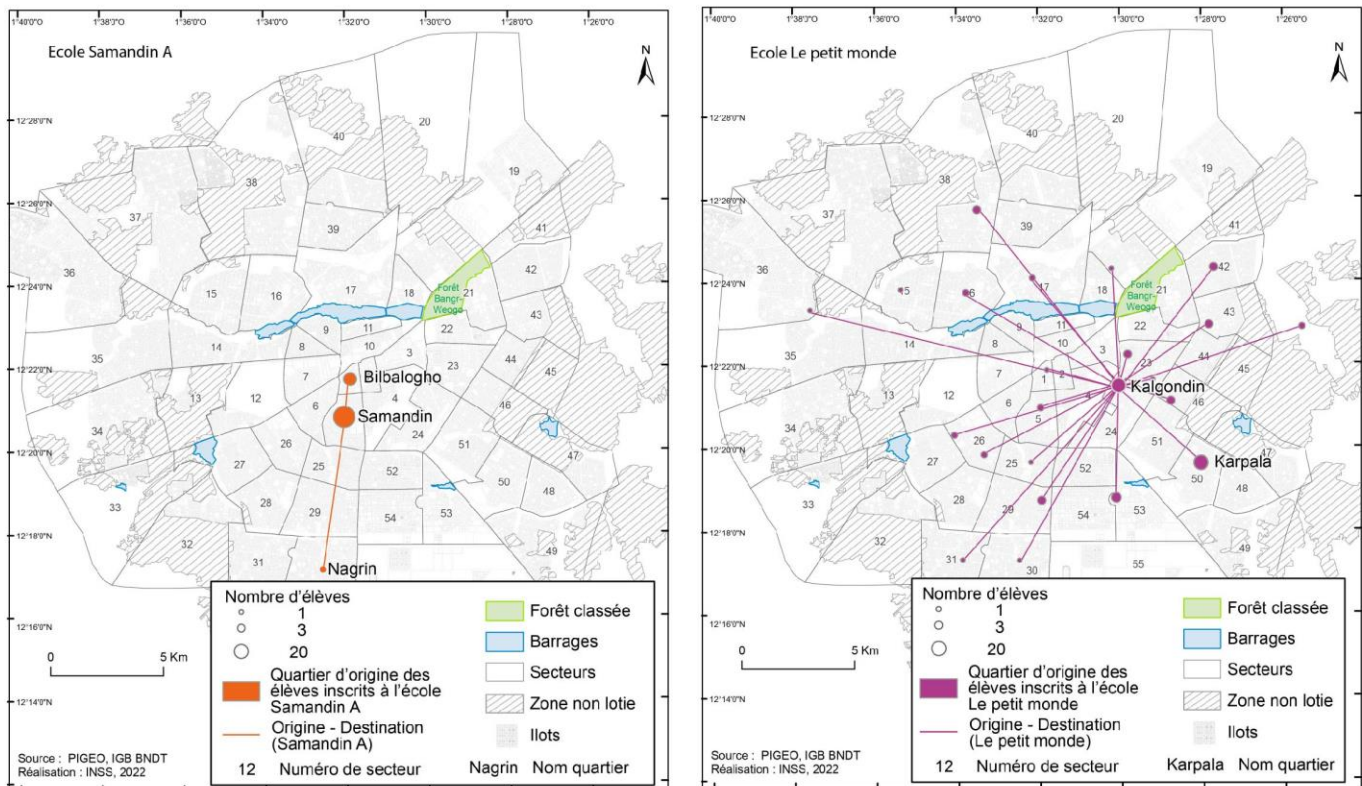 1°40'0"O 1°38'0"O 1°36'0"O 1°34'0"O 1°32'0"O 1°30'0"O 1°28'0"O 1°26'0"O
Ecole Samandin A
N
12°28'0"N
12°26'0"N
12°24'0"N
12°22'0"N
12°20'0"N
12°18'0"N
12°16'0"N
12°14'0"N
20
40
19
38
37
39
41
36
42
15
16
17
18
Forêt
Bangr-
Weogo
21
43
9
11
22
14
8
10
3
35
23
44
45
7
Bilbalogho
13
12
6
4
46
Samandin
34
24
26
51
47
27
25
52
50
48
33
28
29
54
53
32
49
31
Nagrin
Nombre d'élèves
1
3
20
Quartier d'origine des
élèves inscrits à l'école
Samandin A
Origine - Destination
(Samandin A)
12 Numéro de secteur
Forêt classée
Barrages
Secteurs
Zone non lotie
Ilots
Nagrin Nom quartier
0 5 Km
Source : PIGEO, IGB BNDT
Réalisation : INSS, 2022
1°40'0"O 1°38'0"O 1°36'0"O 1°34'0"O 1°32'0"O 1°30'0"O 1°28'0"O 1°26'0"O
Ecole Le petit monde
N
12°28'0"N
12°26'0"N
12°24'0"N
12°22'0"N
12°20'0"N
12°18'0"N
12°16'0"N
12°14'0"N
20
40
19
38
37
39
41
36
42
17
18
Forêt
Bangr-
Weogo
21
43
9
11
22
14
8
10
3
35
23
44
45
7
1
2
Kalgondin
13
12
6
4
46
5
34
24
26
51
Karpala
47
27
25
52
50
48
33
28
29
54
53
32
49
31
30
55
Nombre d'élèves
1
3
20
Quartier d'origine des
élèves inscrits à l'école
Le petit monde
Origine - Destination
(Le petit monde)
12 Numéro de secteur
Forêt classée
Barrages
Secteurs
Zone non lotie
Ilots
Karpala Nom quartier
0 5 Km
Source : PIGEO, IGB BNDT
Réalisation : INSS, 2022